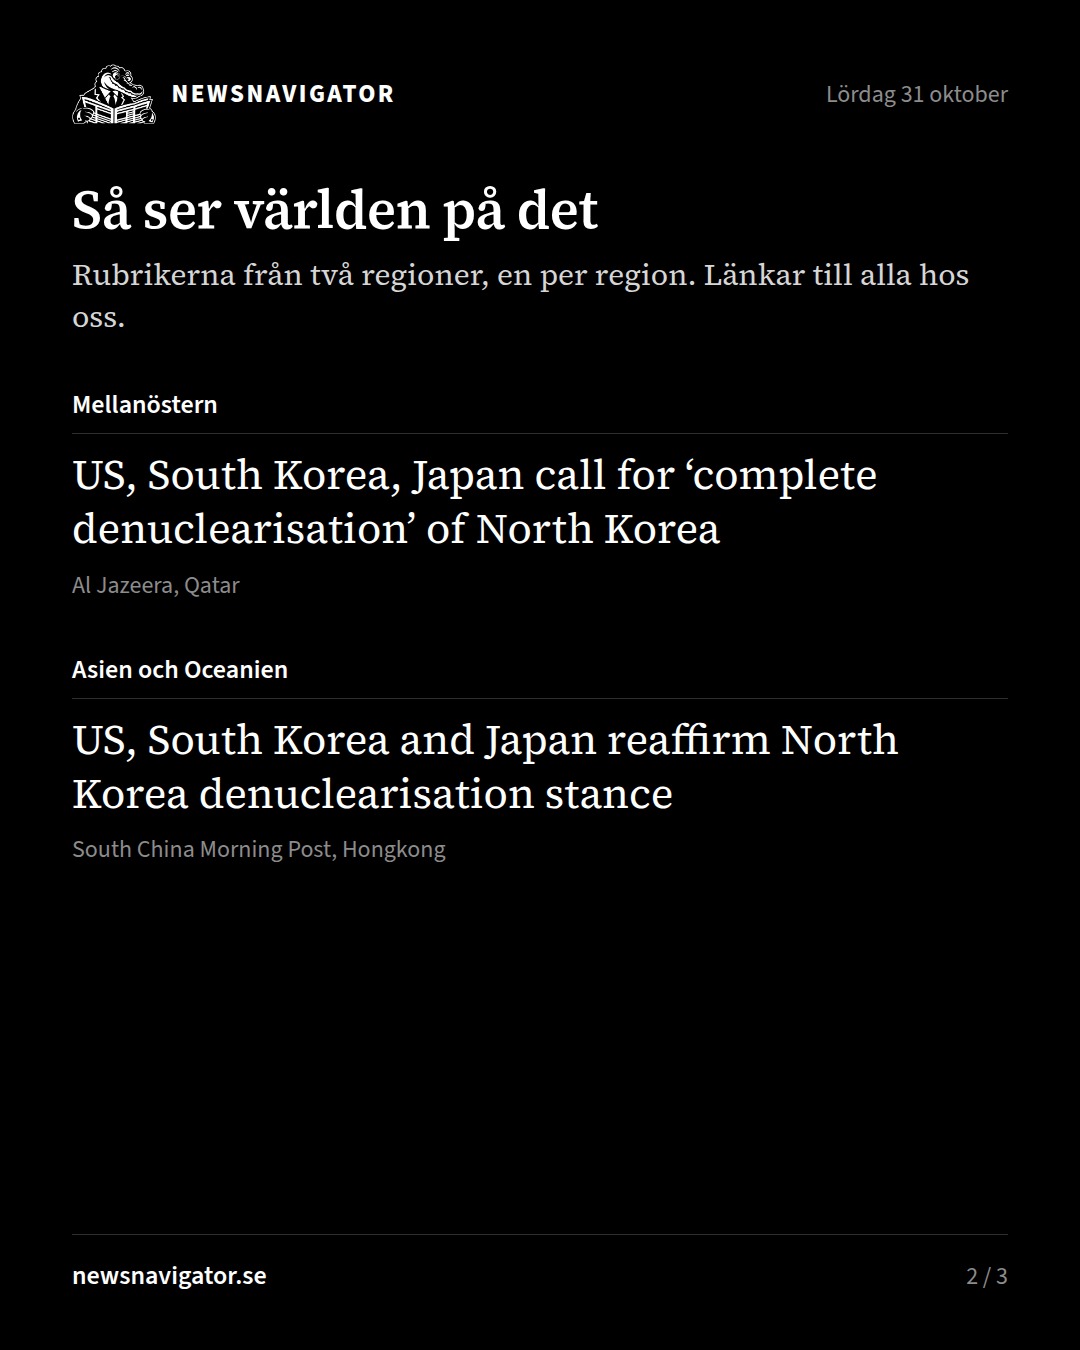 NEWSNAVIGATOR
Lördag 31 oktober
Så ser världen på det
Rubrikerna från två regioner, en per region. Länkar till alla hos
oss.
Mellanöstern
US, South Korea, Japan call for ‘complete
denuclearisation’ of North Korea
Al Jazeera, Qatar
Asien och Oceanien
US, South Korea and Japan reaffirm North
Korea denuclearisation stance
South China Morning Post, Hongkong
newsnavigator.se
2 / 3